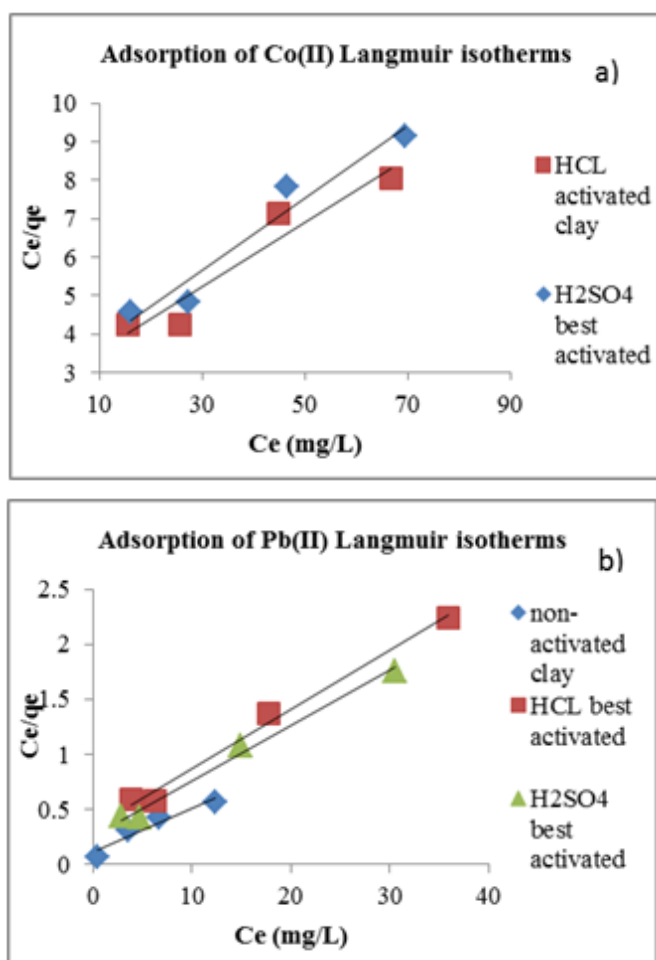 Adsorption of Co(II) Langmuir isotherms
a)
10
9
8
7
6
5
4
3
Ce/qe
10 30 50 70 90
Ce (mg/L)
HCL
activated
clay
H2SO4
best
activated
Adsorption of Pb(II) Langmuir isotherms
b)
2.5
2
1.5
1
0.5
0
Ce/qe
0 10 20 30 40
Ce (mg/L)
non-
activated
clay
HCL best
activated
H2SO4
best
activated